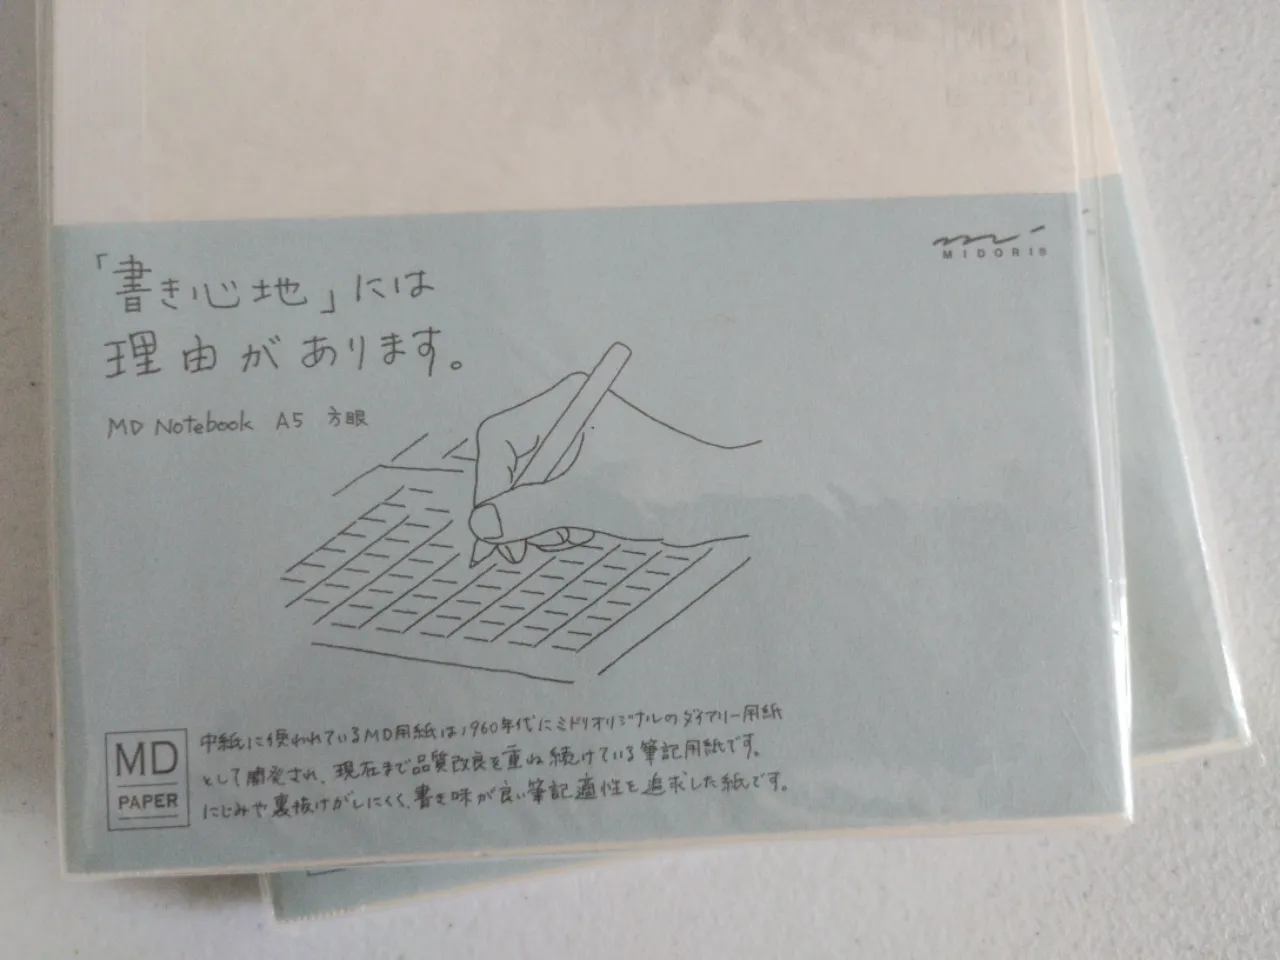 「書き心地」には
理由があります。
MD Notebook A5 方眼
MIDORI®
MD
PAPER
中紙に使われているMD用紙は、1960年代にミドリオリジナルのダイアリー用紙
として開発され、現在まで品質改良を重ね続けている筆記用紙です。
にじみや裏抜けがしにくく、書き味が良い筆記適性を追求した紙です。